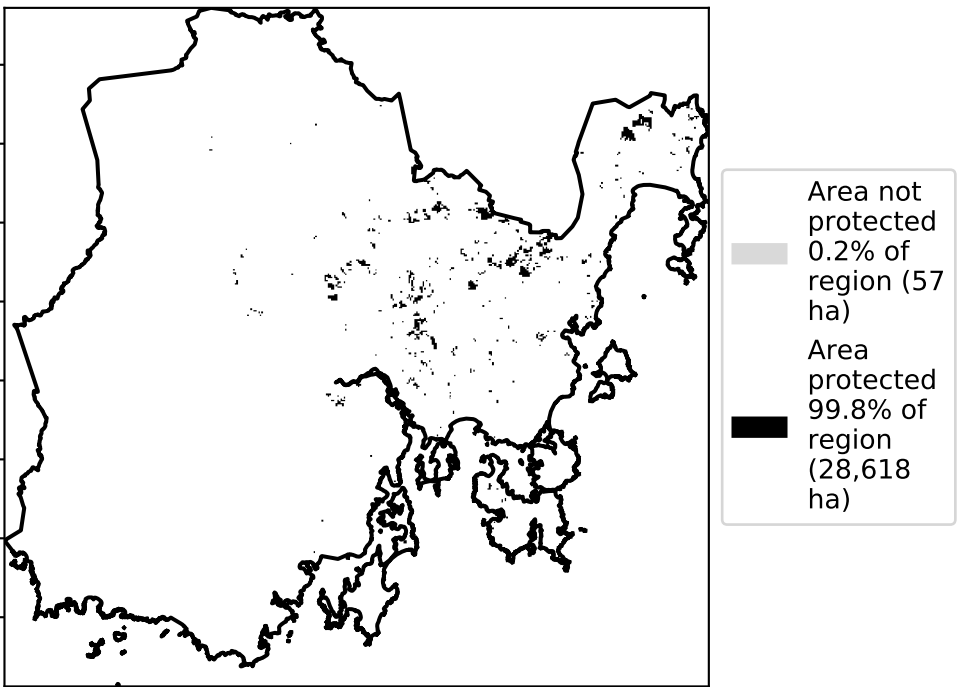 Area not
protected
0.2% of
region (57
ha)
Area
protected
99.8% of
region
(28,618
ha)